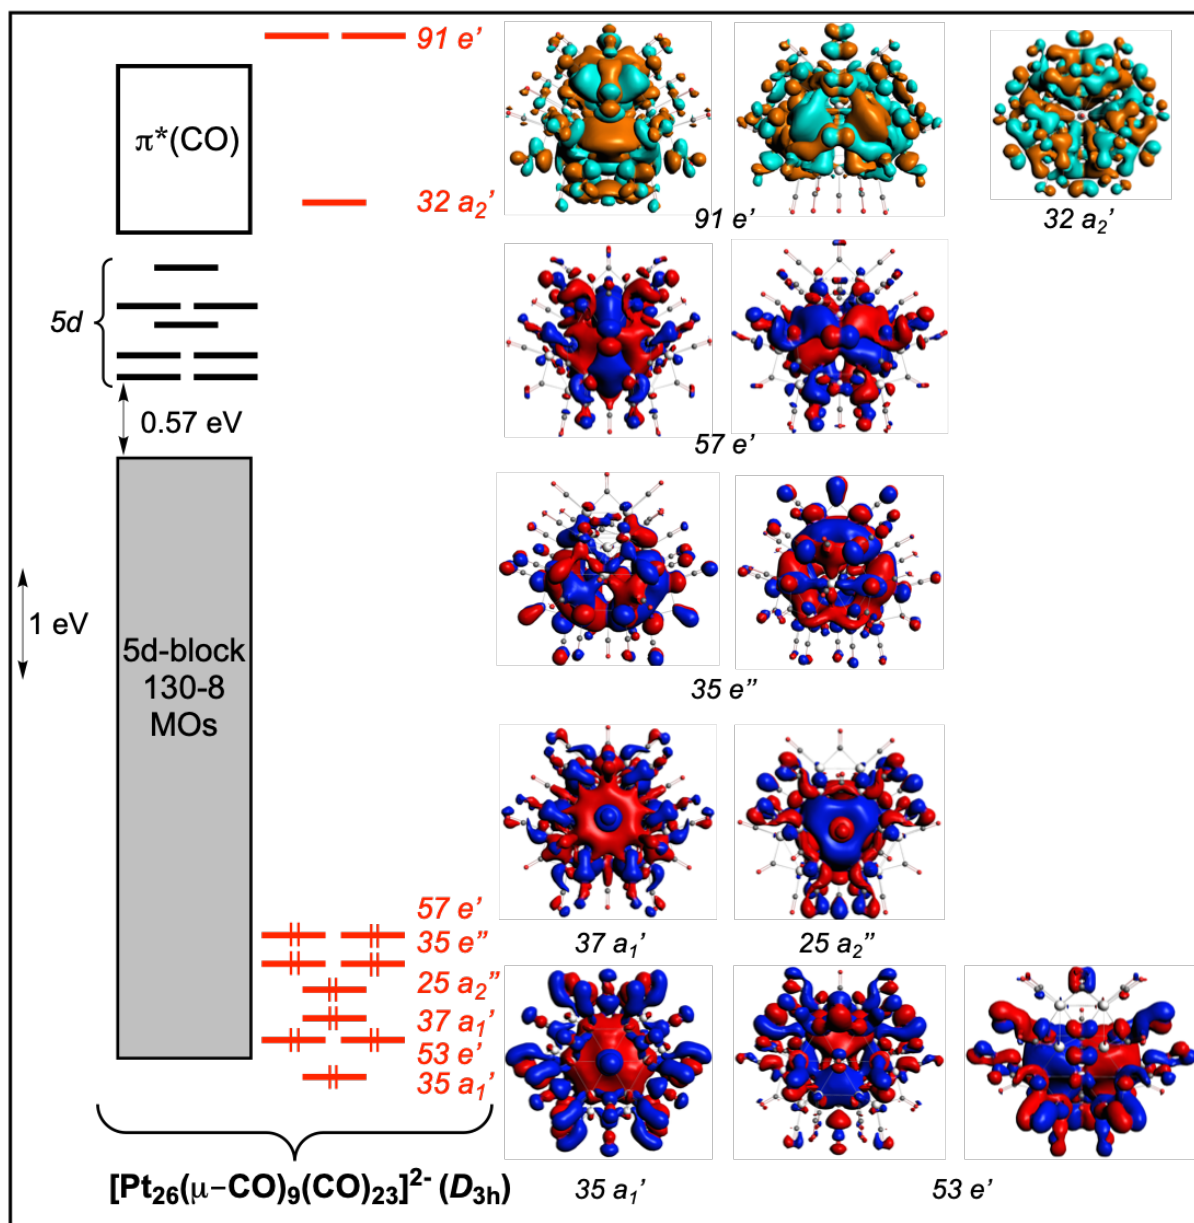 91 e’
π*(CO)
32 a2’
91 e’
32 a2’
5d
0.57 eV
57 e’
1 eV
5d-block
130-8
MOs
35 e”
57 e’
35 e”
25 a2”
37 a1’
53 e’
35 a1’
37 a1’
25 a2”
[Pt26(μ−CO)9(CO)23]2- (D3h)
35 a1’
53 e’